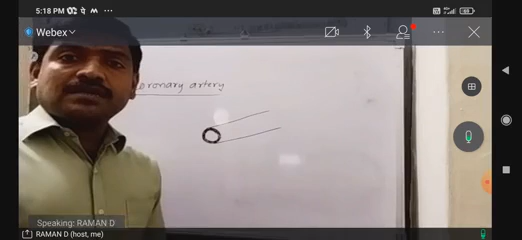 5:18 PM
Webex
oronary artery
Speaking: RAMAN D
RAMAN D (host, me)